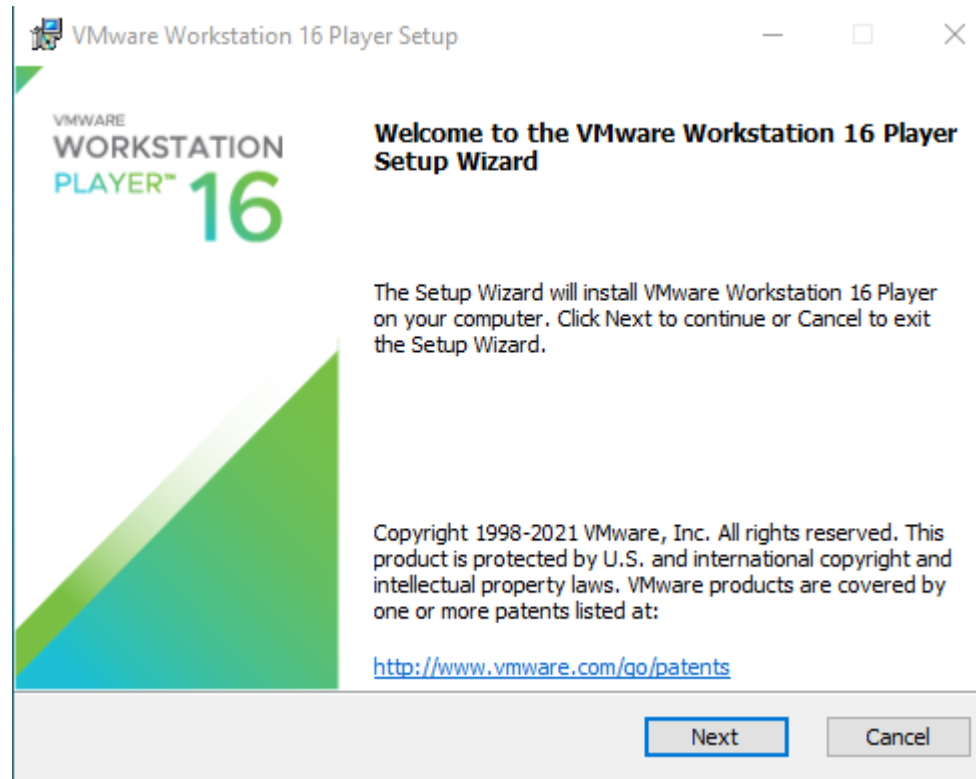 VMware Workstation 16 Player Setup
VMWARE
WORKSTATION
PLAYER™ 16
Welcome to the VMware Workstation 16 Player
Setup Wizard
The Setup Wizard will install VMware Workstation 16 Player
on your computer. Click Next to continue or Cancel to exit
the Setup Wizard.
Copyright 1998-2021 VMware, Inc. All rights reserved. This
product is protected by U.S. and international copyright and
intellectual property laws. VMware products are covered by
one or more patents listed at:
http://www.vmware.com/go/patents
Next Cancel